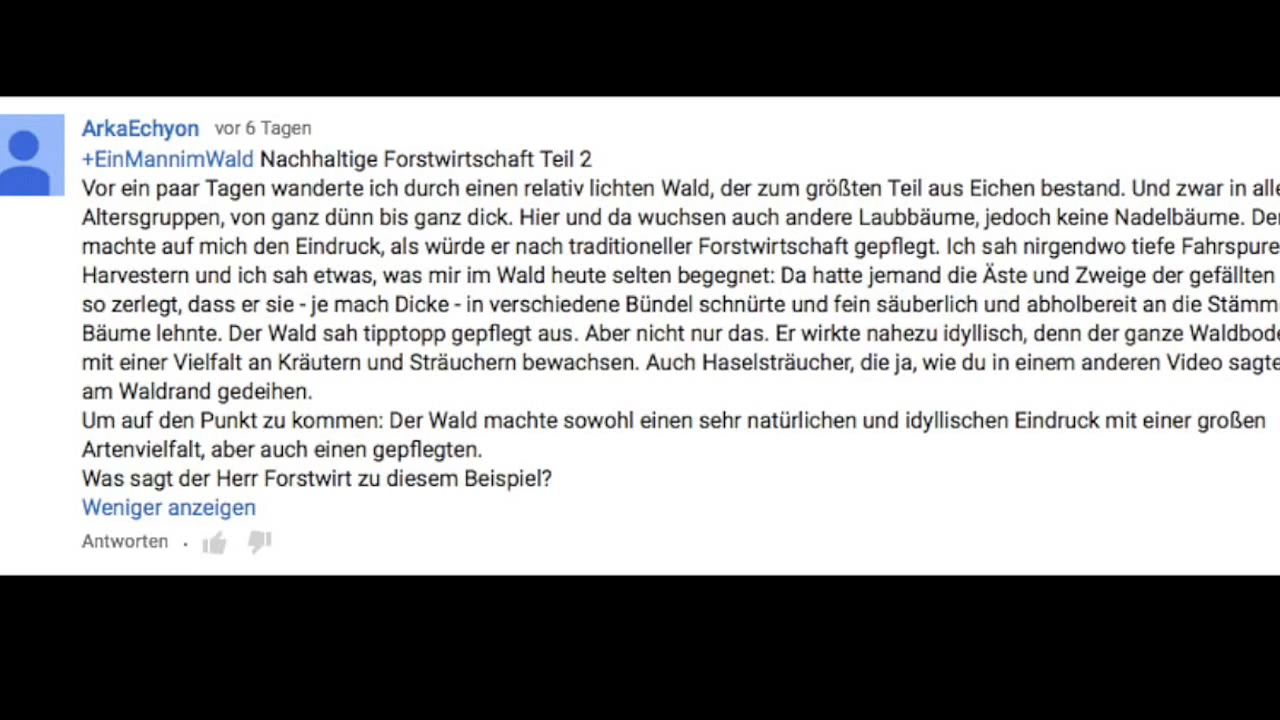 ArkaEchyon vor 6 Tagen
+EinMannimWald Nachhaltige Forstwirtschaft Teil 2
Vor ein paar Tagen wanderte ich durch einen relativ lichten Wald, der zum größten Teil aus Eichen bestand. Und zwar in alle
Altersgruppen, von ganz dünn bis ganz dick. Hier und da wuchsen auch andere Laubbäume, jedoch keine Nadelbäume. De
machte auf mich den Eindruck, als würde er nach traditioneller Forstwirtschaft gepflegt. Ich sah nirgendwo tiefe Fahrspure
Harvestern und ich sah etwas, was mir im Wald heute selten begegnet: Da hatte jemand die Äste und Zweige der gefällten
so zerlegt, dass er sie - je mach Dicke - in verschiedene Bündel schnürte und fein säuberlich und abholbereit an die Stämm
Bäume lehnte. Der Wald sah tipptopp gepflegt aus. Aber nicht nur das. Er wirkte nahezu idyllisch, denn der ganze Waldbode
mit einer Vielfalt an Kräutern und Sträuchern bewachsen. Auch Haselsträucher, die ja, wie du in einem anderen Video sagte
am Waldrand gedeihen.
Um auf den Punkt zu kommen: Der Wald machte sowohl einen sehr natürlichen und idyllischen Eindruck mit einer großen
Artenvielfalt, aber auch einen gepflegten.
Was sagt der Herr Forstwirt zu diesem Beispiel?
Weniger anzeigen
Antworten ·